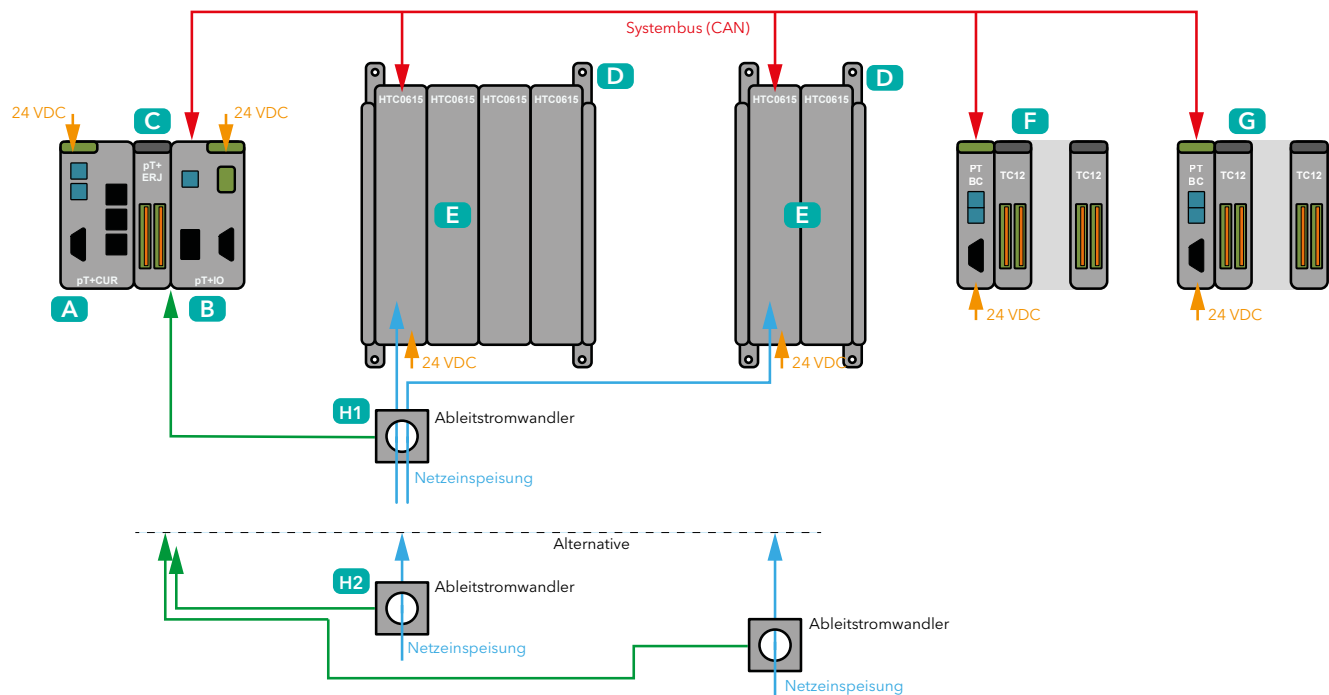 Systembus (CAN)
D
D
HTC0615 HTC0615 HTC0615 HTC0615
HTC0615 HTC0615
24 VDC
C
24 VDC
F
G
pT+
ERJ
PT
BC
TC12
TC12
PT
BC
TC12
TC12
E
E
pT+CUR
pT+IO
A
B
24 VDC
24 VDC
24 VDC
24 VDC
H1
Ableitstromwandler
Netzeinspeisung
Alternative
H2
Ableitstromwandler
Netzeinspeisung
Ableitstromwandler
Netzeinspeisung